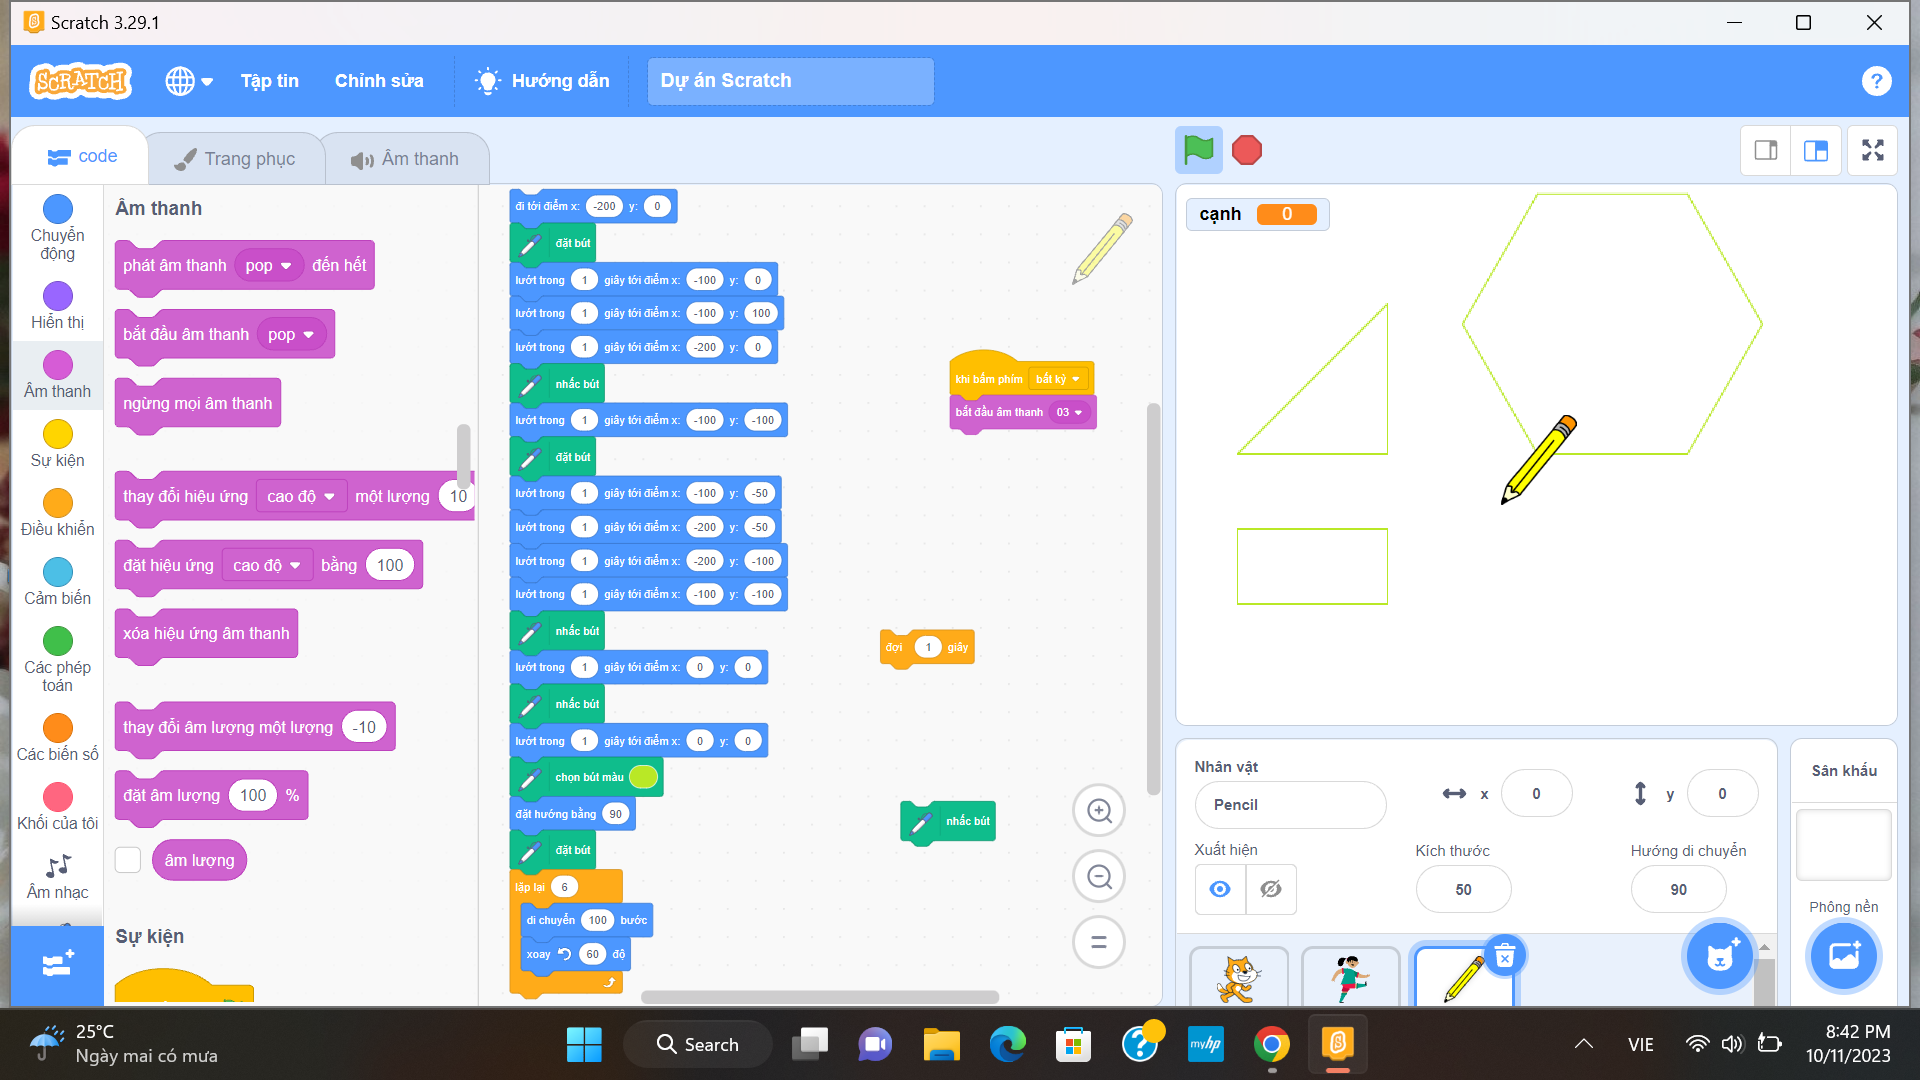 Scratch 3.29.1
SCRATCH
Tập tin
Chỉnh sửa
Hướng dẫn
Dự án Scratch
?
code
Trang phục
Âm thanh
Chuyển động
Hiển thị
Âm thanh
Sự kiện
Điều khiển
Cảm biến
Các phép toán
Các biến số
Khối của tôi
Âm nhạc
Âm thanh
phát âm thanh pop đến hết
bắt đầu âm thanh pop
ngừng mọi âm thanh
thay đổi hiệu ứng cao độ một lượng 10
đặt hiệu ứng cao độ bằng 100
xóa hiệu ứng âm thanh
thay đổi âm lượng một lượng -10
đặt âm lượng 100 %
âm lượng
Sự kiện
đi tới điểm x: -200 y: 0
đặt bút
lướt trong 1 giây tới điểm x: -100 y: 0
lướt trong 1 giây tới điểm x: -100 y: 100
lướt trong 1 giây tới điểm x: -200 y: 0
nhấc bút
lướt trong 1 giây tới điểm x: -100 y: -100
đặt bút
lướt trong 1 giây tới điểm x: -100 y: -50
lướt trong 1 giây tới điểm x: -200 y: -50
lướt trong 1 giây tới điểm x: -200 y: -100
lướt trong 1 giây tới điểm x: -100 y: -100
nhấc bút
lướt trong 1 giây tới điểm x: 0 y: 0
nhấc bút
lướt trong 1 giây tới điểm x: 0 y: 0
chọn bút màu
đặt hướng bằng 90
đặt bút
lặp lại 6
di chuyển 100 bước
xoay 60 độ
khi bấm phím bất kỳ
bắt đầu âm thanh 03
đợi 1 giây
nhấc bút
cạnh 0
Nhân vật
Pencil
x 0
y 0
Xuất hiện
Kích thước
50
Hướng di chuyển
90
Sân khấu
Phông nền
25°C
Ngày mai có mưa
Search
myhp
VIE
8:42 PM
10/11/2023